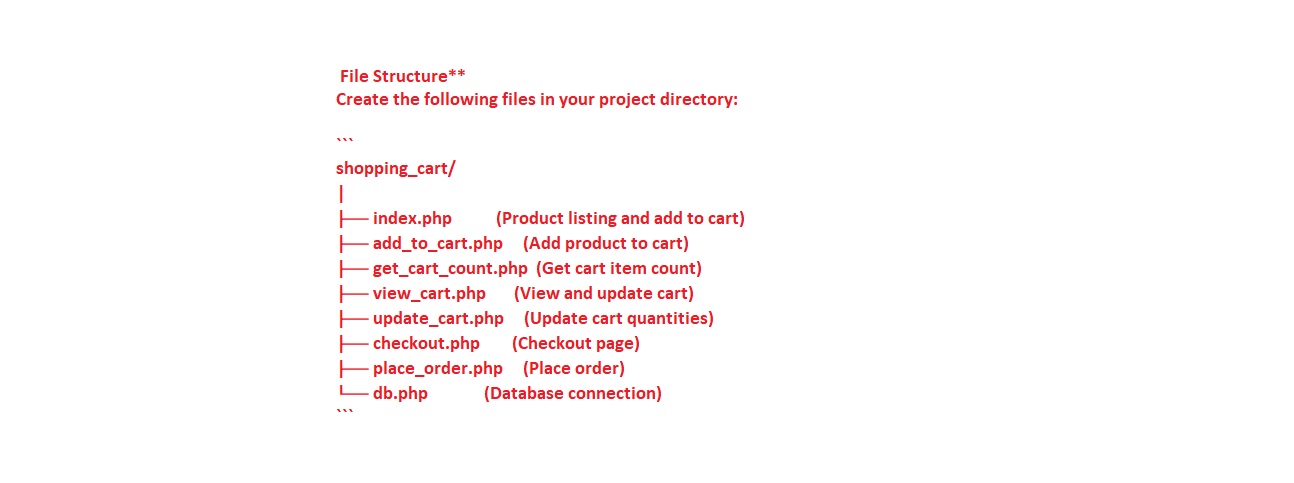 File Structure**
Create the following files in your project directory:
```
shopping_cart/
|
├── index.php (Product listing and add to cart)
├── add_to_cart.php (Add product to cart)
├── get_cart_count.php (Get cart item count)
├── view_cart.php (View and update cart)
├── update_cart.php (Update cart quantities)
├── checkout.php (Checkout page)
├── place_order.php (Place order)
└── db.php (Database connection)
```